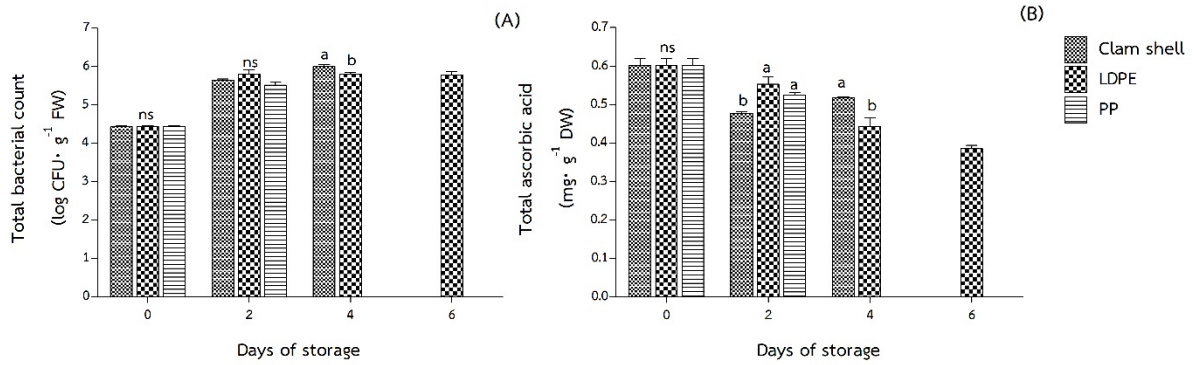 (A)
Total bacterial count
(log CFU· g⁻¹ FW)
7
6
5
4
3
2
1
0
ns
ns
a
b
0
2
4
6
Days of storage
(B)
Total ascorbic acid
(mg· g⁻¹ DW)
0.7
0.6
0.5
0.4
0.3
0.2
0.1
0.0
ns
b
a
a
a
b
0
2
4
6
Days of storage
Clam shell
LDPE
PP